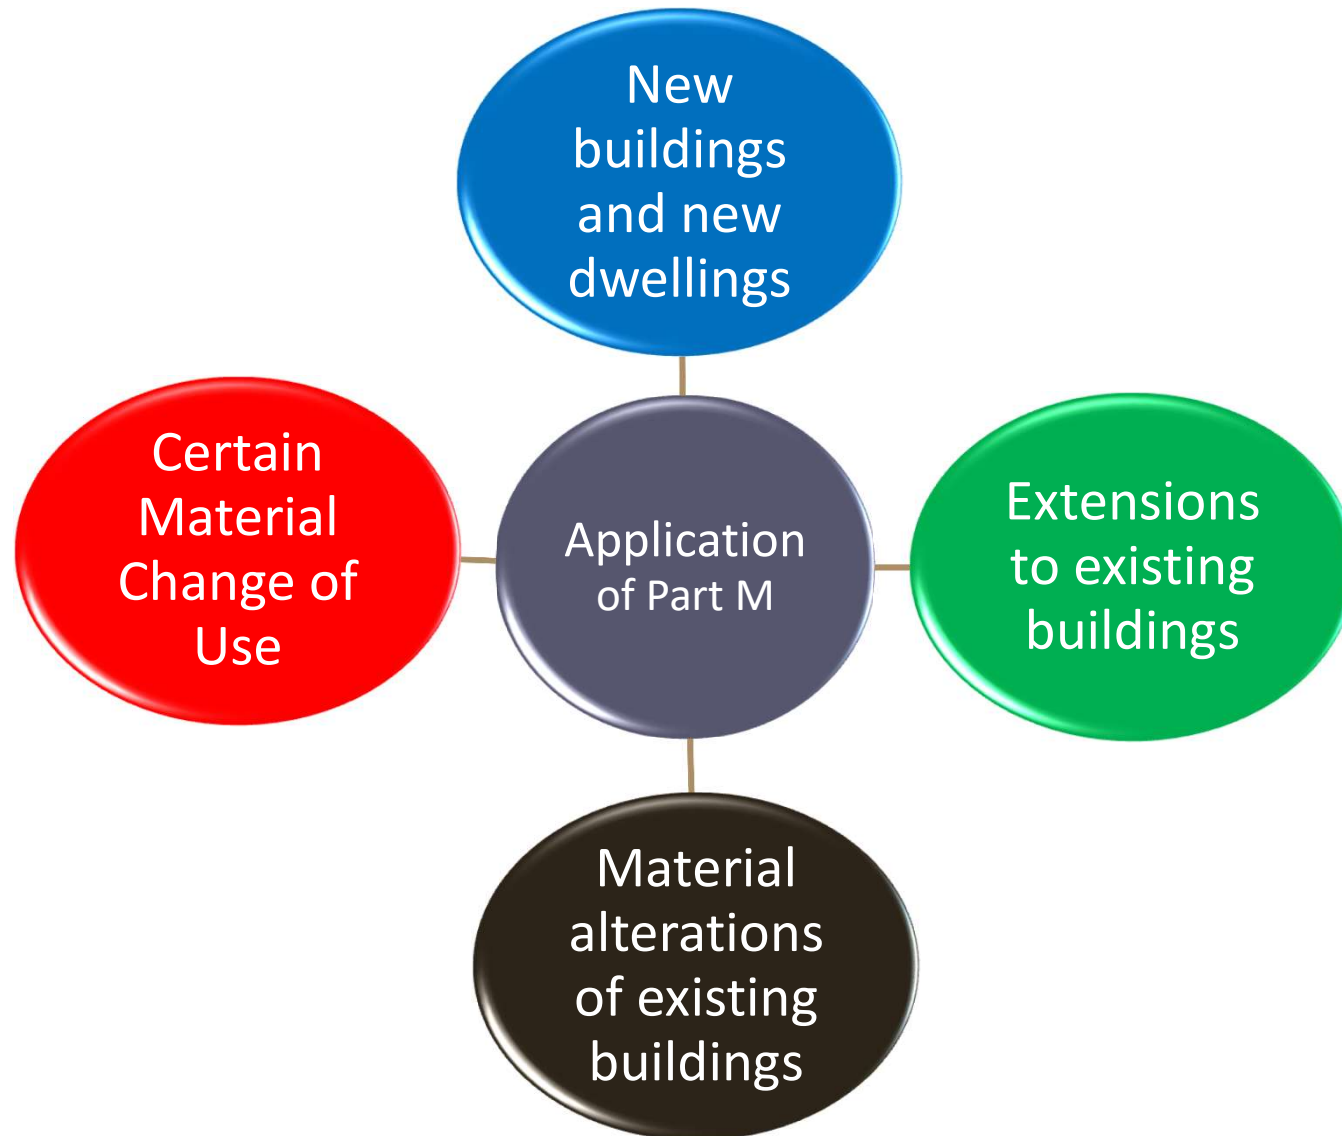 New
buildings
and new
dwellings
Certain
Material
Change of
Use
Application
of Part M
Extensions
to existing
buildings
Material
alterations
of existing
buildings